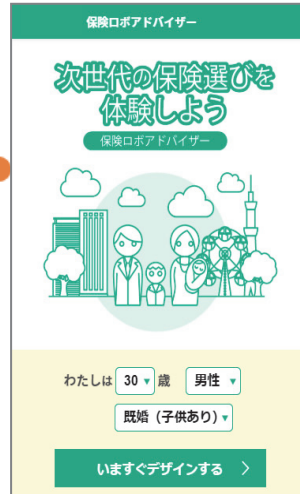 保険ロボアドバイザー
次世代の保険選びを
体験しよう
保険ロボアドバイザー
わたしは 30 ▾ 歳 男性 ▾
既婚（子供あり）▾
いますぐデザインする 〉